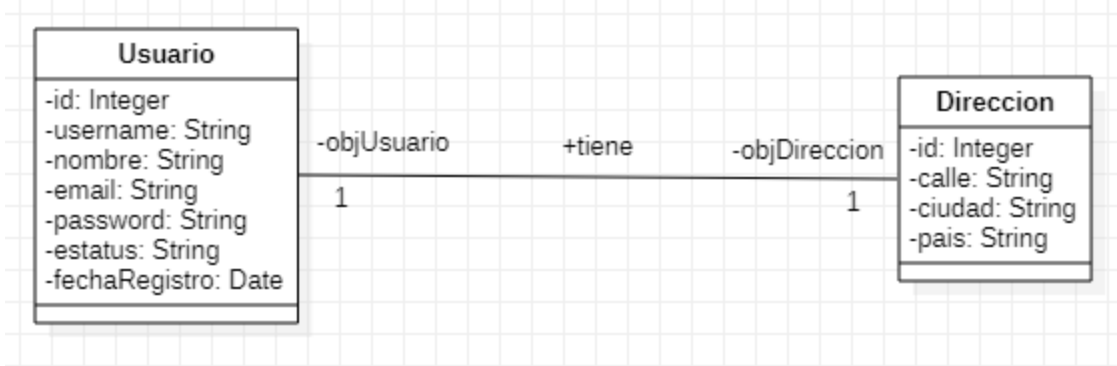 Usuario
-id: Integer
-username: String
-nombre: String
-email: String
-password: String
-estatus: String
-fechaRegistro: Date
-objUsuario
1
+tiene
-objDireccion
1
Direccion
-id: Integer
-calle: String
-ciudad: String
-pais: String